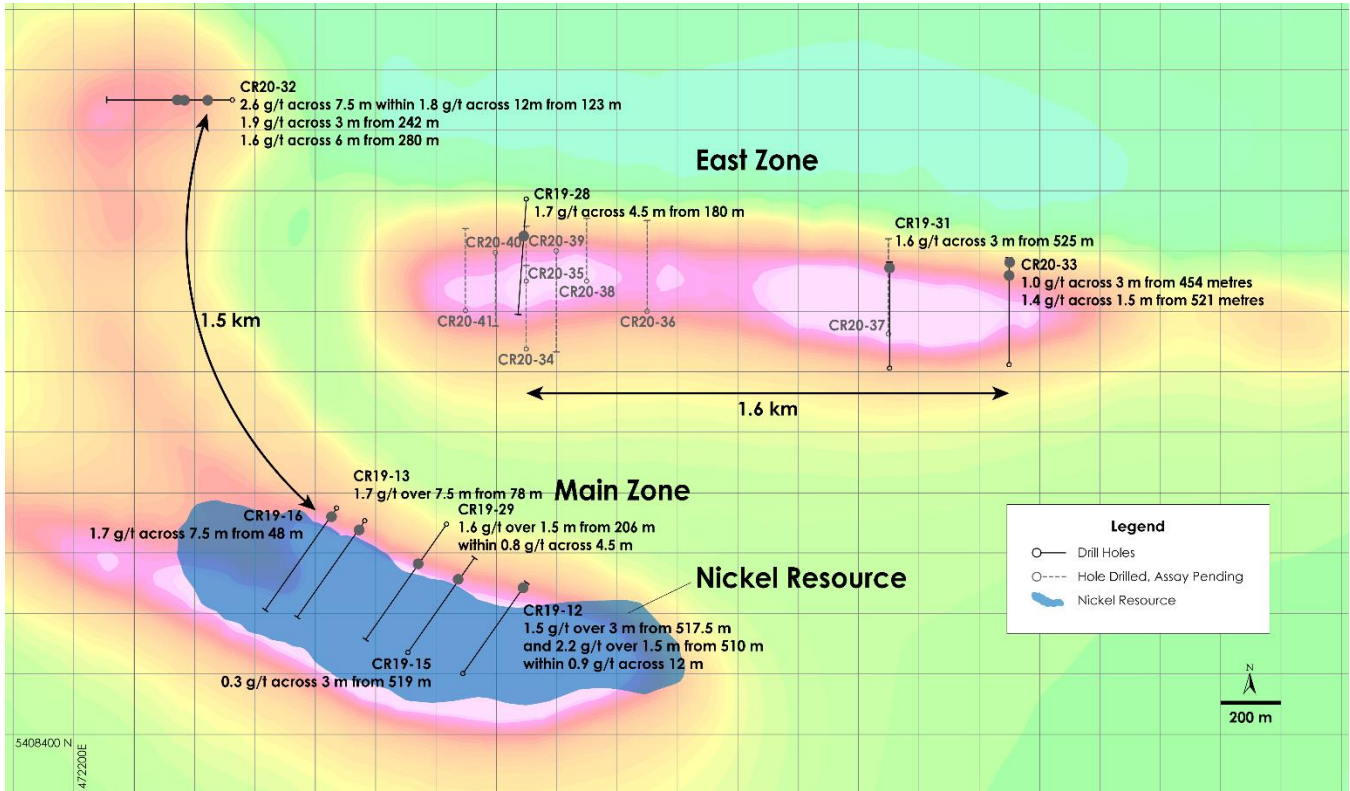 CR20-32
2.6 g/t across 7.5 m within 1.8 g/t across 12m from 123 m
1.9 g/t across 3 m from 242 m
1.6 g/t across 6 m from 280 m
East Zone
CR19-28
1.7 g/t across 4.5 m from 180 m
CR20-40
CR20-39
CR20-35
CR20-38
CR20-41
CR20-36
CR20-34
CR19-31
1.6 g/t across 3 m from 525 m
CR20-33
1.0 g/t across 3 m from 454 metres
1.4 g/t across 1.5 m from 521 metres
CR20-37
1.5 km
1.6 km
Main Zone
CR19-13
1.7 g/t over 7.5 m from 78 m
CR19-16
1.7 g/t across 7.5 m from 48 m
CR19-29
1.6 g/t over 1.5 m from 206 m
within 0.8 g/t across 4.5 m
Nickel Resource
CR19-12
1.5 g/t over 3 m from 517.5 m
and 2.2 g/t over 1.5 m from 510 m
within 0.9 g/t across 12 m
CR19-15
0.3 g/t across 3 m from 519 m
Legend
Drill Holes
Hole Drilled, Assay Pending
Nickel Resource
N
200 m
5408400 N
472200E